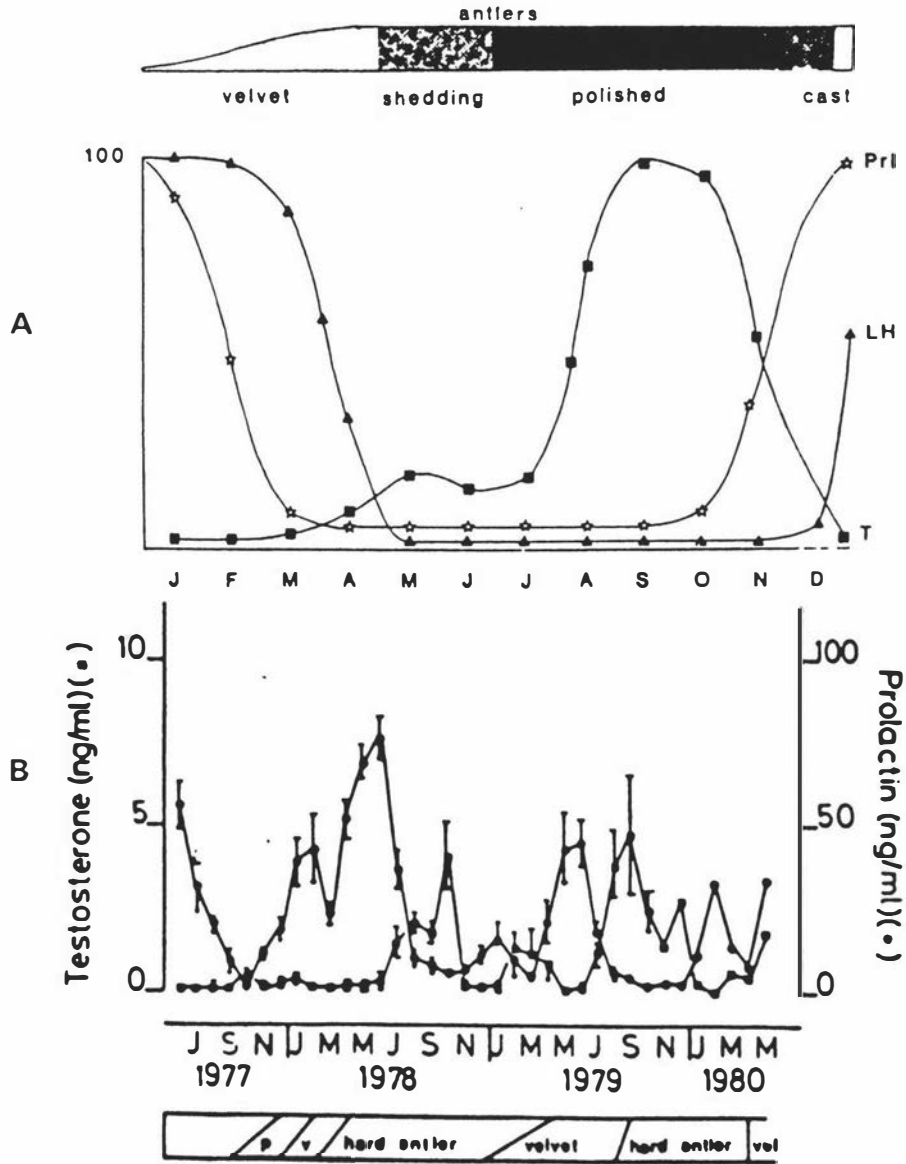 antlers
velvet shedding polished cast
100
Prl
A
LH
T
J F M A M J J A S O N D
B
Testosterone (ng/ml)(▪)
10
5
0
100
50
0
Prolactin (ng/ml)(•)
J S N J M M J S N J M M J S N J M M
1977 1978 1979 1980
p v hard antler velvet hard antler vel